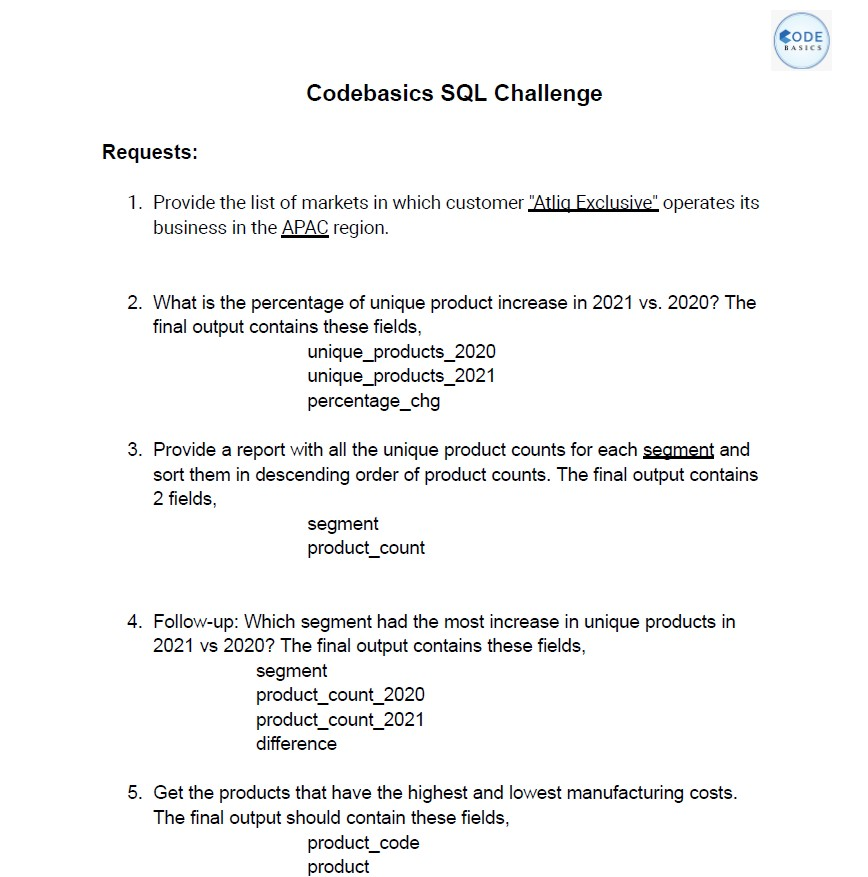 CODE
BASICS
Codebasics SQL Challenge
Requests:
1. Provide the list of markets in which customer "Atliq Exclusive" operates its
business in the APAC region.
2. What is the percentage of unique product increase in 2021 vs. 2020? The
final output contains these fields,
unique_products_2020
unique_products_2021
percentage_chg
3. Provide a report with all the unique product counts for each segment and
sort them in descending order of product counts. The final output contains
2 fields,
segment
product_count
4. Follow-up: Which segment had the most increase in unique products in
2021 vs 2020? The final output contains these fields,
segment
product_count_2020
product_count_2021
difference
5. Get the products that have the highest and lowest manufacturing costs.
The final output should contain these fields,
product_code
product